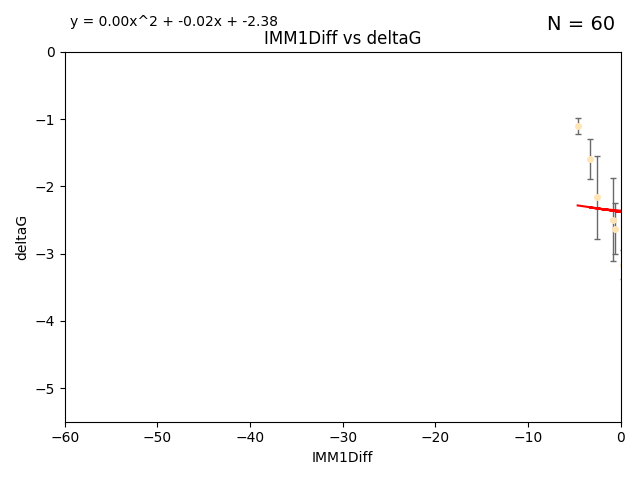 y = 0.00x^2 + -0.02x + -2.38
N = 60
IMM1Diff vs deltaG
0
−1
−2
−3
−4
−5
deltaG
−60 −50 −40 −30 −20 −10 0
IMM1Diff